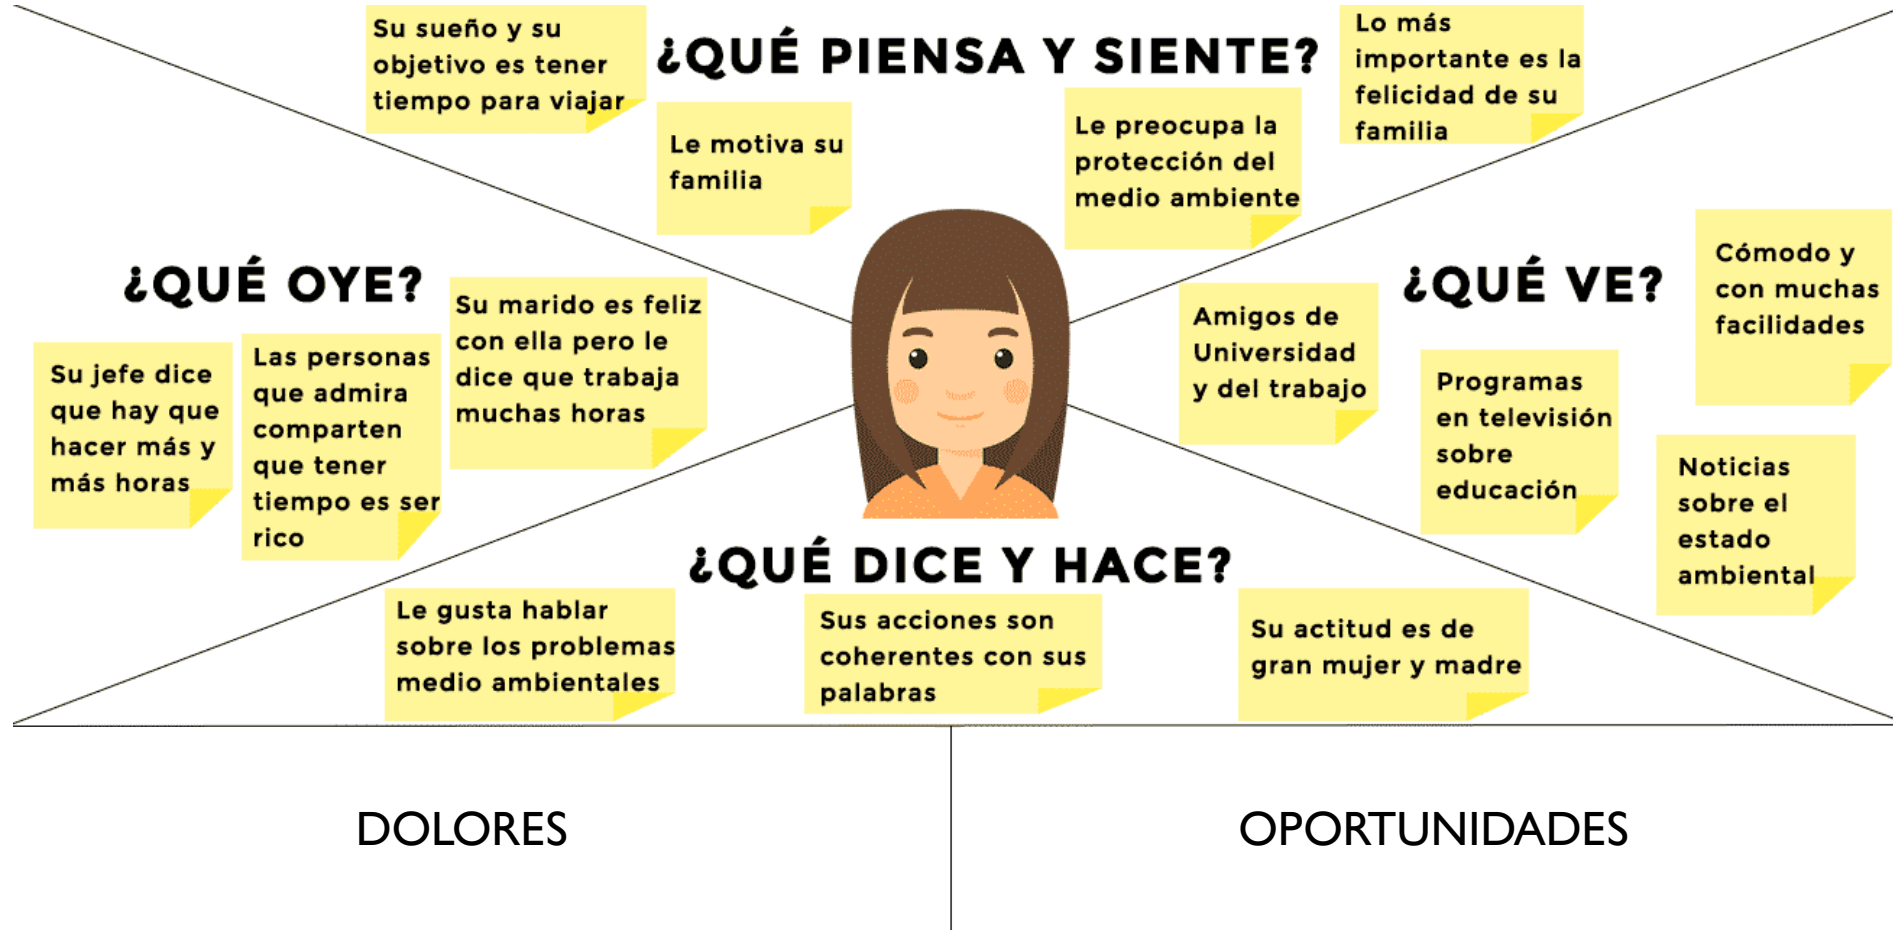 Su sueño y su
objetivo es tener
tiempo para viajar
¿QUÉ PIENSA Y SIENTE?
Lo más
importante es la
felicidad de su
familia
Le motiva su
familia
Le preocupa la
protección del
medio ambiente
¿QUÉ OYE?
Su jefe dice
que hay que
hacer más y
más horas
Las personas
que admira
comparten
que tener
tiempo es ser
rico
Su marido es feliz
con ella pero le
dice que trabaja
muchas horas
¿QUÉ VE?
Amigos de
Universidad
y del trabajo
Programas
en televisión
sobre
educación
Cómodo y
con muchas
facilidades
Noticias
sobre el
estado
ambiental
¿QUÉ DICE Y HACE?
Le gusta hablar
sobre los problemas
medio ambientales
Sus acciones son
coherentes con sus
palabras
Su actitud es de
gran mujer y madre
DOLORES
OPORTUNIDADES